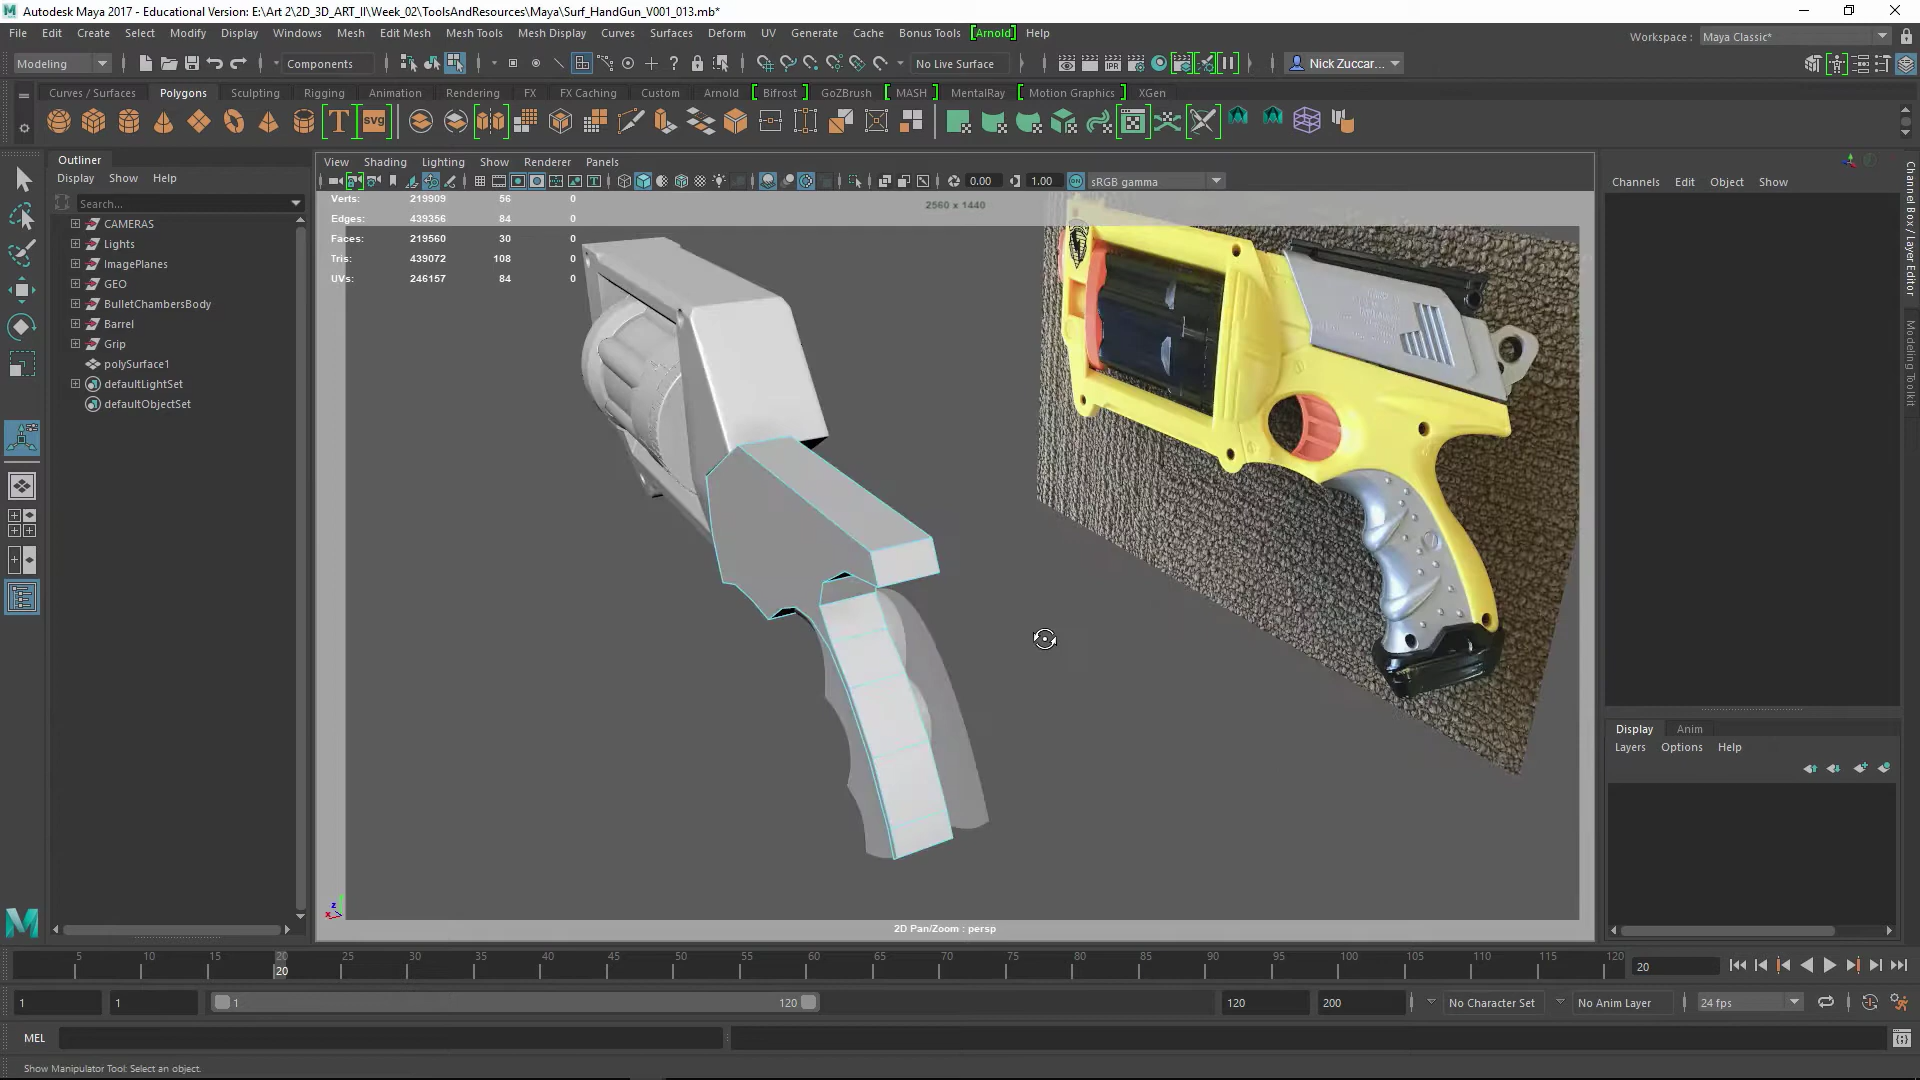 Autodesk Maya 2017 - Educational Version: E:\Art 2\2D_3D_ART_II\Week_02\ToolsAndResources\Maya\Surf_HandGun_V001_013.mb*
File Edit Create Select Modify Display Windows Mesh Edit Mesh Mesh Tools Mesh Display Curves Surfaces Deform UV Generate Cache Bonus Tools [Arnold] Help
Workspace : Maya Classic*
Modeling Components No Live Surface Nick Zuccar...
Curves / Surfaces Polygons Sculpting Rigging Animation Rendering FX FX Caching Custom Arnold Bifrost GoZBrush MASH MentalRay Motion Graphics XGen
T svg
Outliner
Display Show Help
Search...
CAMERAS
Lights
ImagePlanes
GEO
BulletChambersBody
Barrel
Grip
polySurface1
defaultLightSet
defaultObjectSet
View Shading Lighting Show Renderer Panels
0.00 1.00 sRGB gamma
2560 x 1440
Verts: 219909 56 0
Edges: 439356 84 0
Faces: 219560 30 0
Tris: 439072 108 0
UVs: 246157 84 0
2D Pan/Zoom : persp
Channels Edit Object Show
Channel Box / Layer Editor
Modeling Toolkit
Display Anim
Layers Options Help
5 10 15 20 25 30 35 40 45 50 55 60 65 70 75 80 85 90 95 100 105 110 115 120
20
20
1 1 1 120 120 200 No Character Set No Anim Layer 24 fps
MEL
Show Manipulator Tool: Select an object.